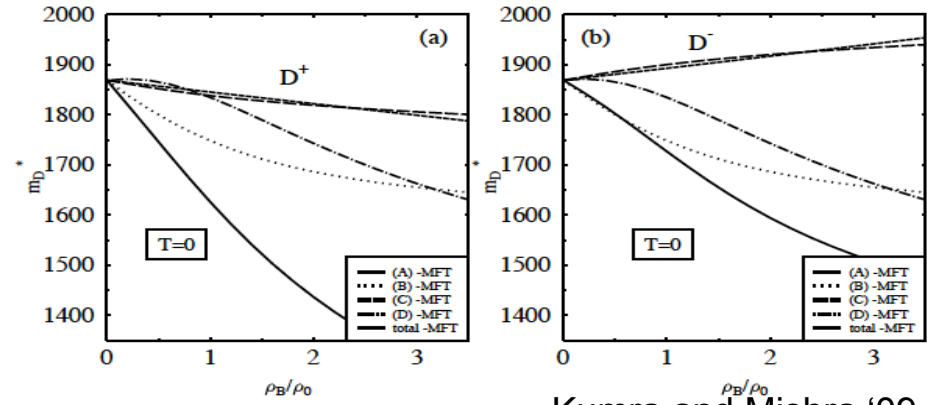 2000
1900
1800
1700
1600
1500
1400
m_D*
(a)
D+
T=0
(A) -MFT
(B) -MFT
(C) -MFT
(D) -MFT
total -MFT
0 1 2 3
ρB/ρ0
2000
1900
1800
1700
1600
1500
1400
m_D*
(b)
D-
T=0
(A) -MFT
(B) -MFT
(C) -MFT
(D) -MFT
total -MFT
0 1 2 3
ρB/ρ0